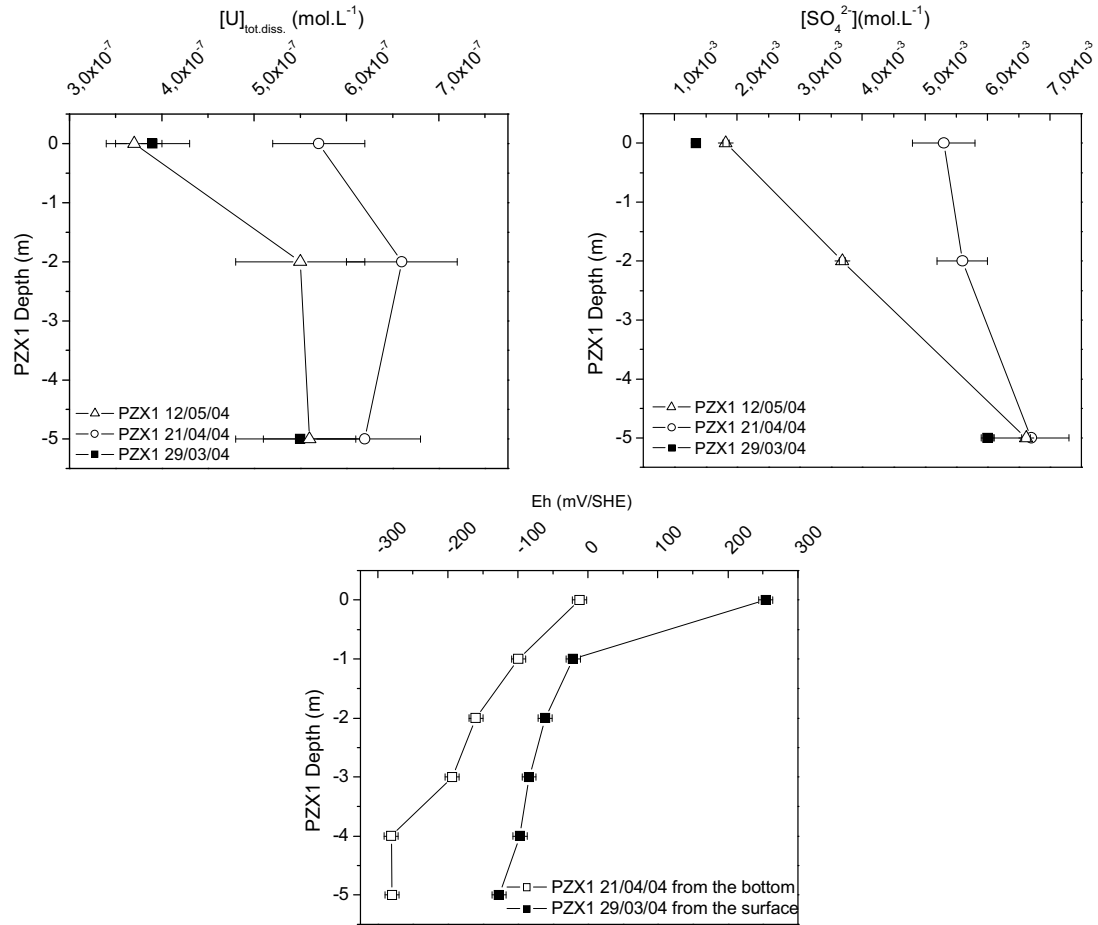 [U]tot.diss. (mol.L-1)
3,0x10-7 4,0x10-7 5,0x10-7 6,0x10-7 7,0x10-7
PZX1 Depth (m)
0
-1
-2
-3
-4
-5
PZX1 12/05/04
PZX1 21/04/04
PZX1 29/03/04
[SO42-](mol.L-1)
1,0x10-3 2,0x10-3 3,0x10-3 4,0x10-3 5,0x10-3 6,0x10-3
PZX1 Depth (m)
0
-1
-2
-3
-4
-5
PZX1 12/05/04
PZX1 21/04/04
PZX1 29/03/04
Eh (mV/SHE)
-300 -200 -100 0 100 200 300
PZX1 Depth (m)
0
-1
-2
-3
-4
-5
PZX1 21/04/04 from the bottom
PZX1 29/03/04 from the surface